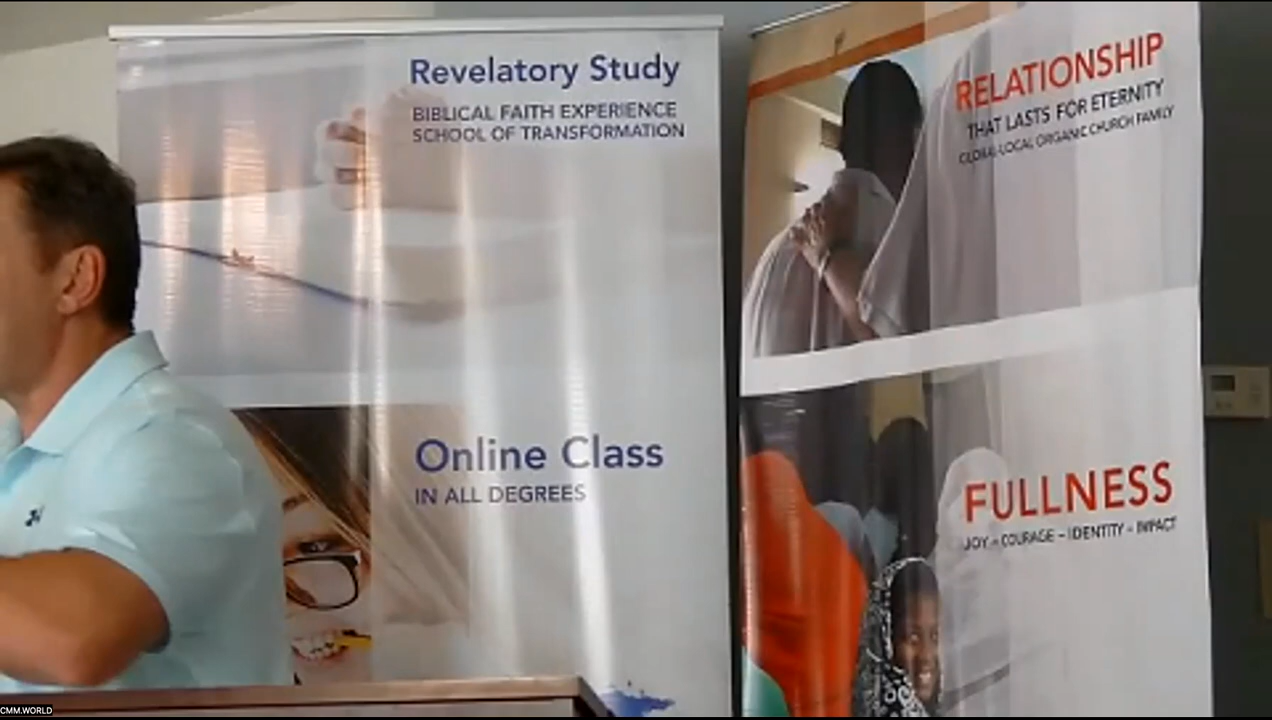 Revelatory Study
BIBLICAL FAITH EXPERIENCE
SCHOOL OF TRANSFORMATION
Online Class
IN ALL DEGREES
RELATIONSHIP
THAT LASTS FOR ETERNITY
GLOBAL-LOCAL ORGANIC CHURCH FAMILY
FULLNESS
JOY – COURAGE – IDENTITY – IMPACT
CMM.WORLD